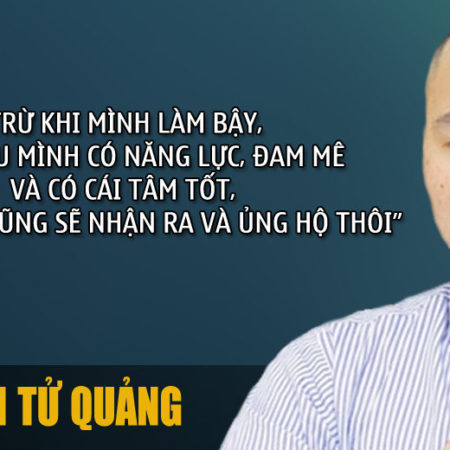 TRỪ KHI MÌNH LÀM BẬY,
MÌNH CÓ NĂNG LỰC, ĐAM MÊ
VÀ CÓ CÁI TÂM TỐT,
SẼ NHẬN RA VÀ ỦNG HỘ THÔI”
TỬ QUẢNG